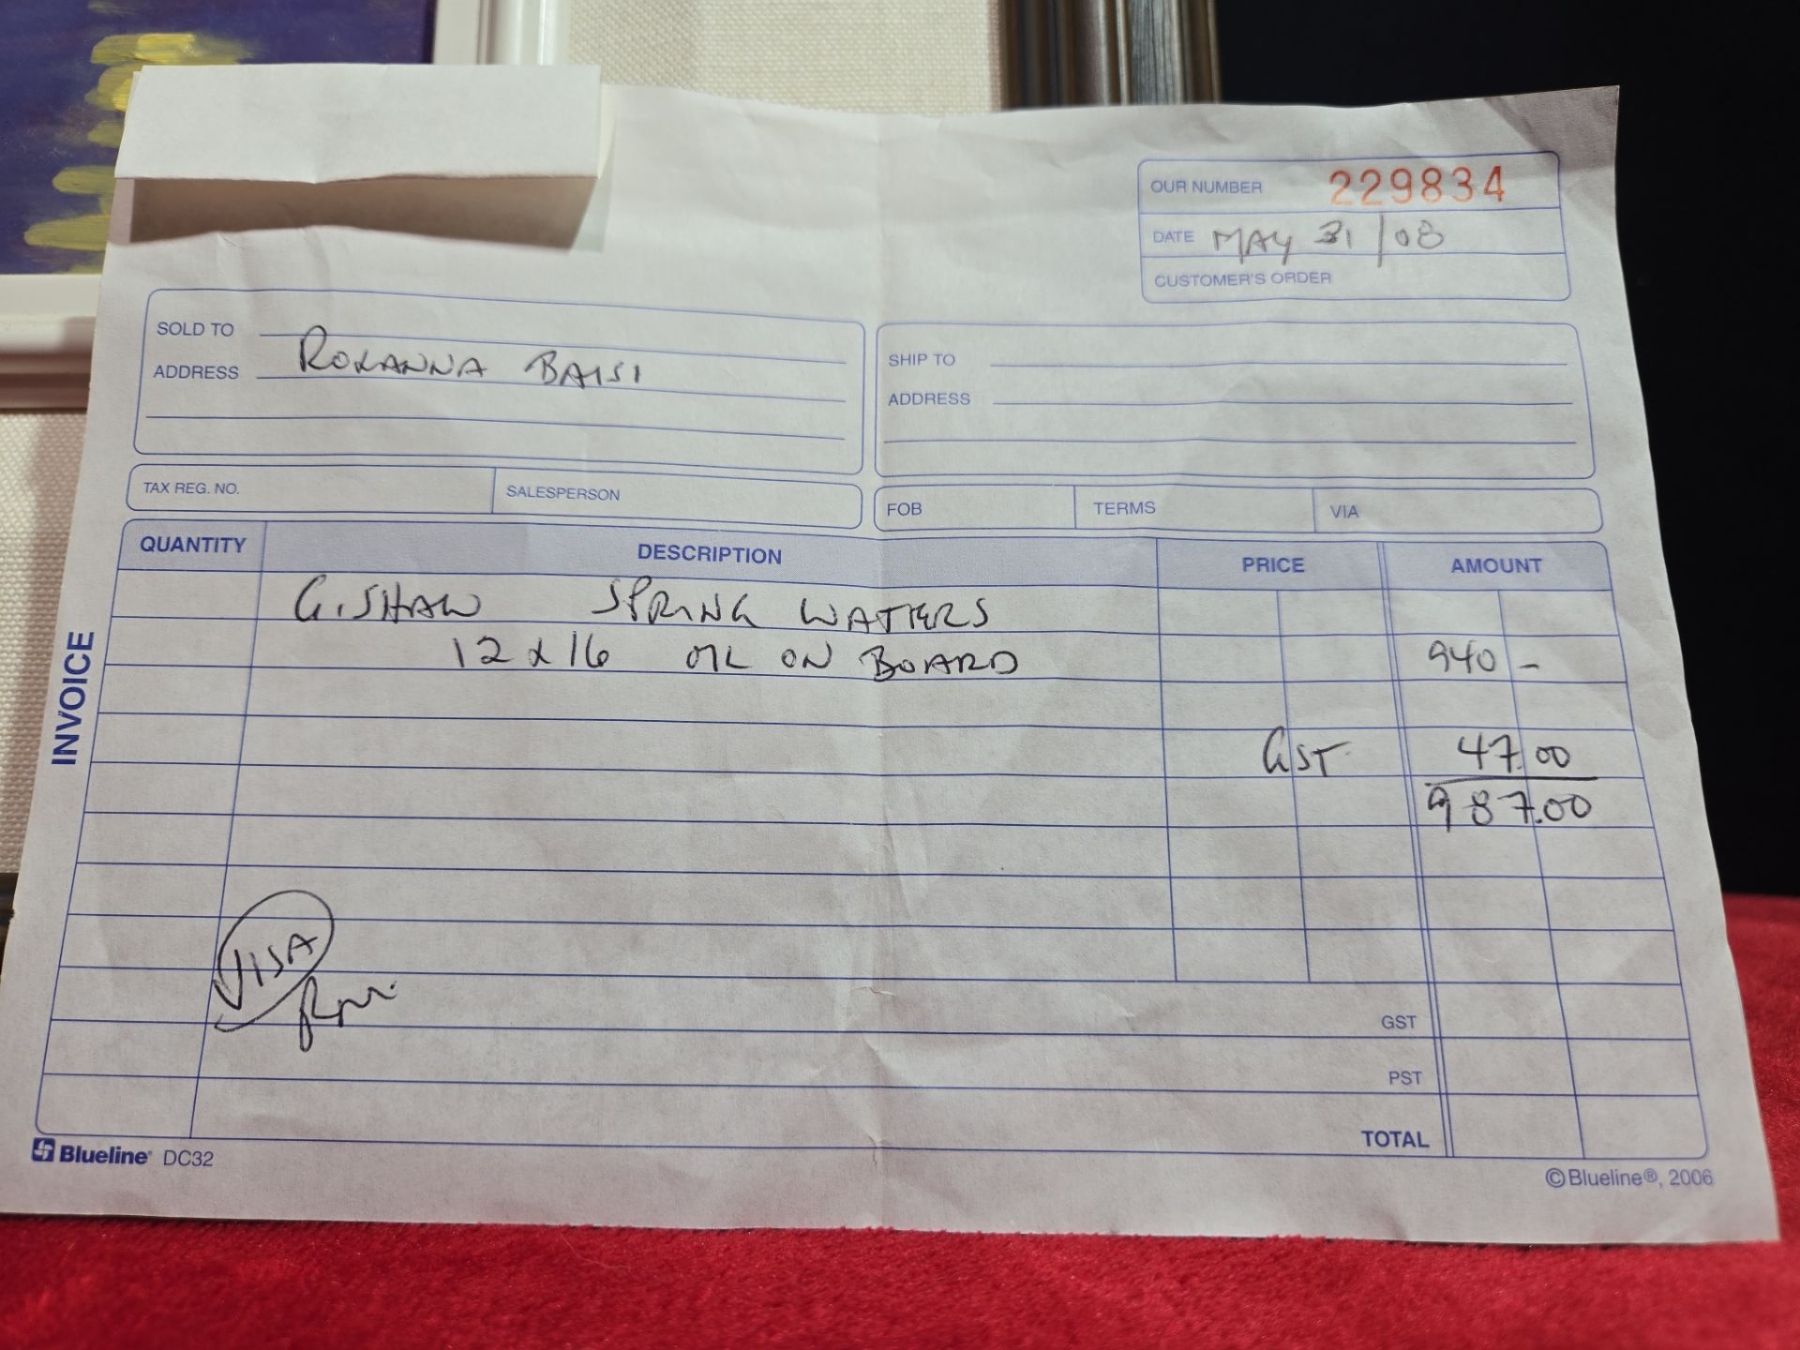 OUR NUMBER 229834
DATE MAY 31/08
CUSTOMER'S ORDER
SOLD TO
ADDRESS ROXANNA BAISI
SHIP TO
ADDRESS
TAX REG. NO.
SALESPERSON
FOB
TERMS
VIA
INVOICE
QUANTITY DESCRIPTION PRICE AMOUNT
G. SHAW SPRING WATERS
12 x 16 OIL ON BOARD 940 -
GST 47.00
987.00
VISA
GST
PST
TOTAL
Blueline DC32
©Blueline®, 2006